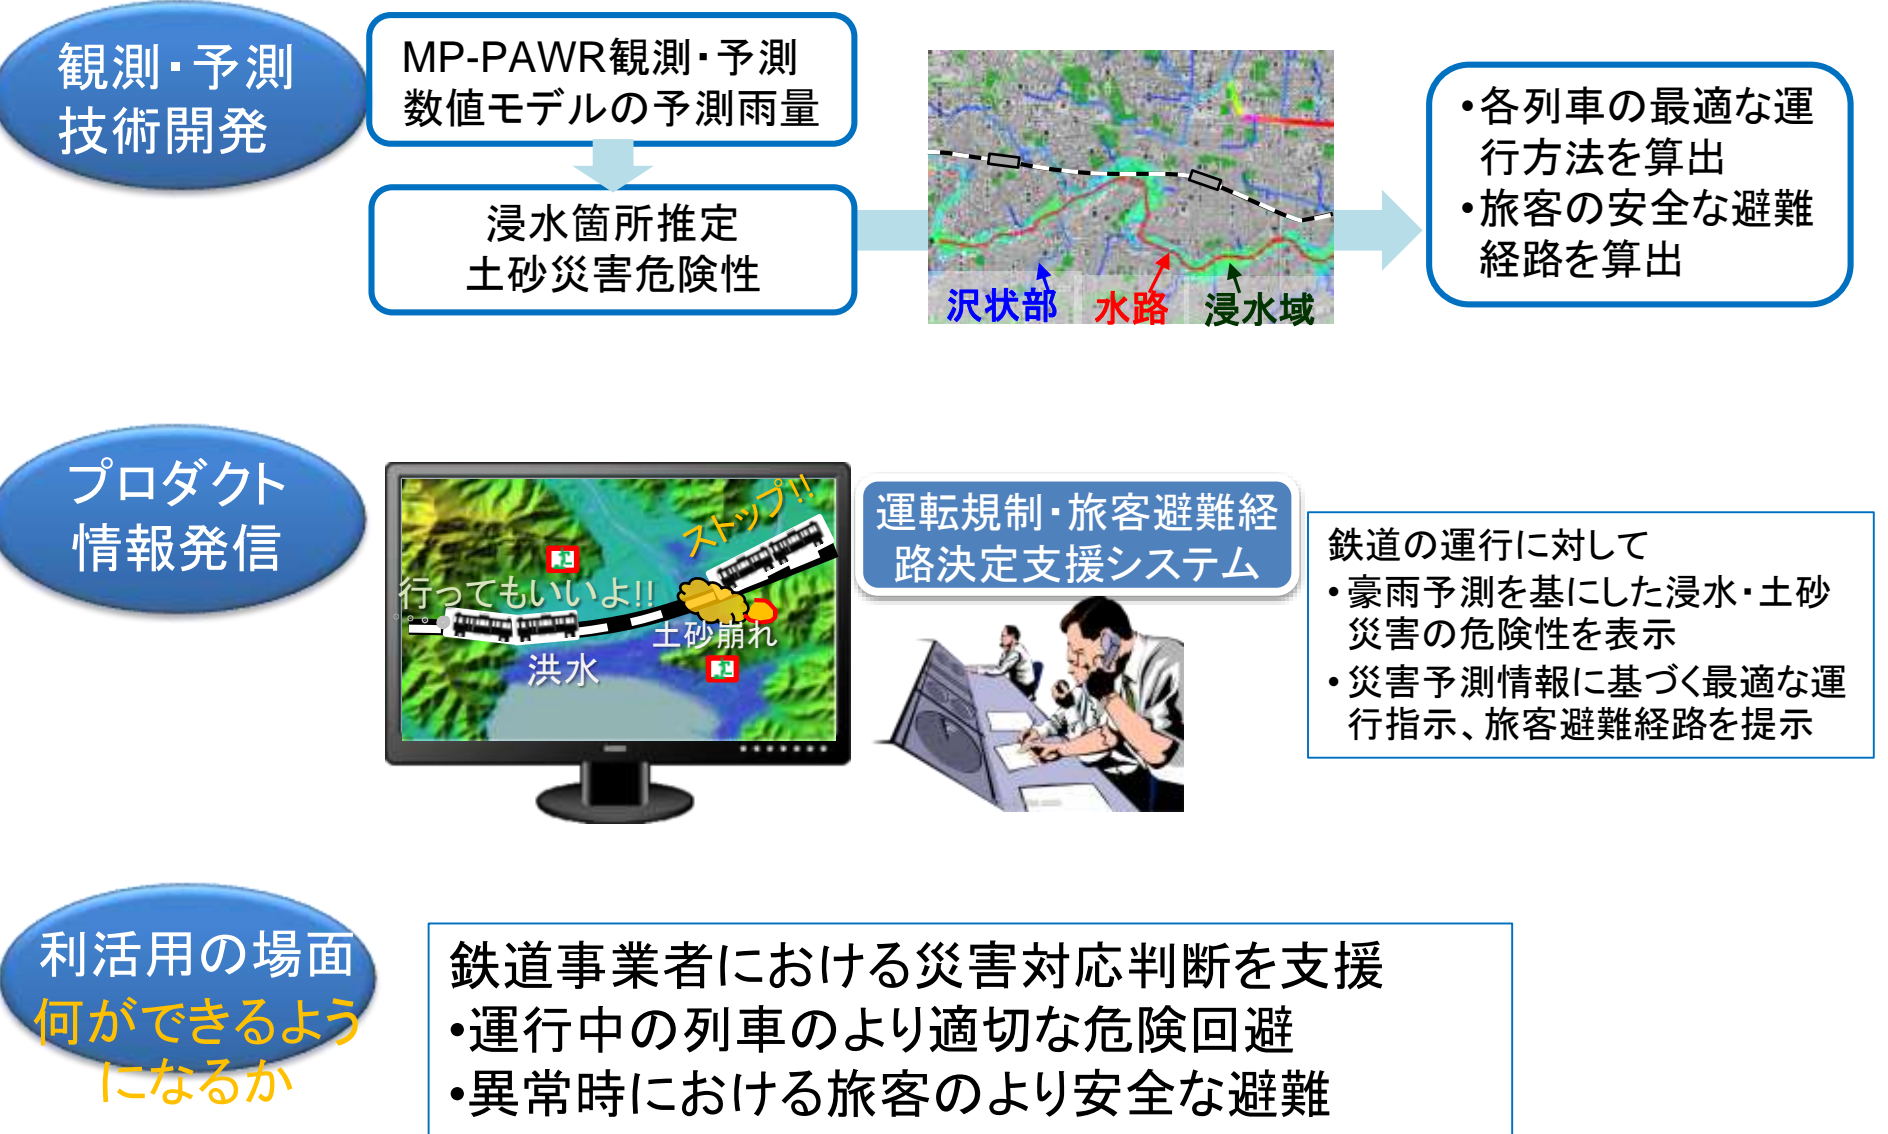 観測・予測
技術開発
MP-PAWR観測・予測
数値モデルの予測雨量
浸水箇所推定
土砂災害危険性
沢状部
水路
浸水域
・各列車の最適な運
行方法を算出
・旅客の安全な避難
経路を算出
プロダクト
情報発信
ストップ!!
行ってもいいよ!!
土砂崩れ
洪水
運転規制・旅客避難経
路決定支援システム
鉄道の運行に対して
・豪雨予測を基にした浸水・土砂
災害の危険性を表示
・災害予測情報に基づく最適な運
行指示、旅客避難経路を提示
利活用の場面
何ができるよう
になるか
鉄道事業者における災害対応判断を支援
・運行中の列車のより適切な危険回避
・異常時における旅客のより安全な避難